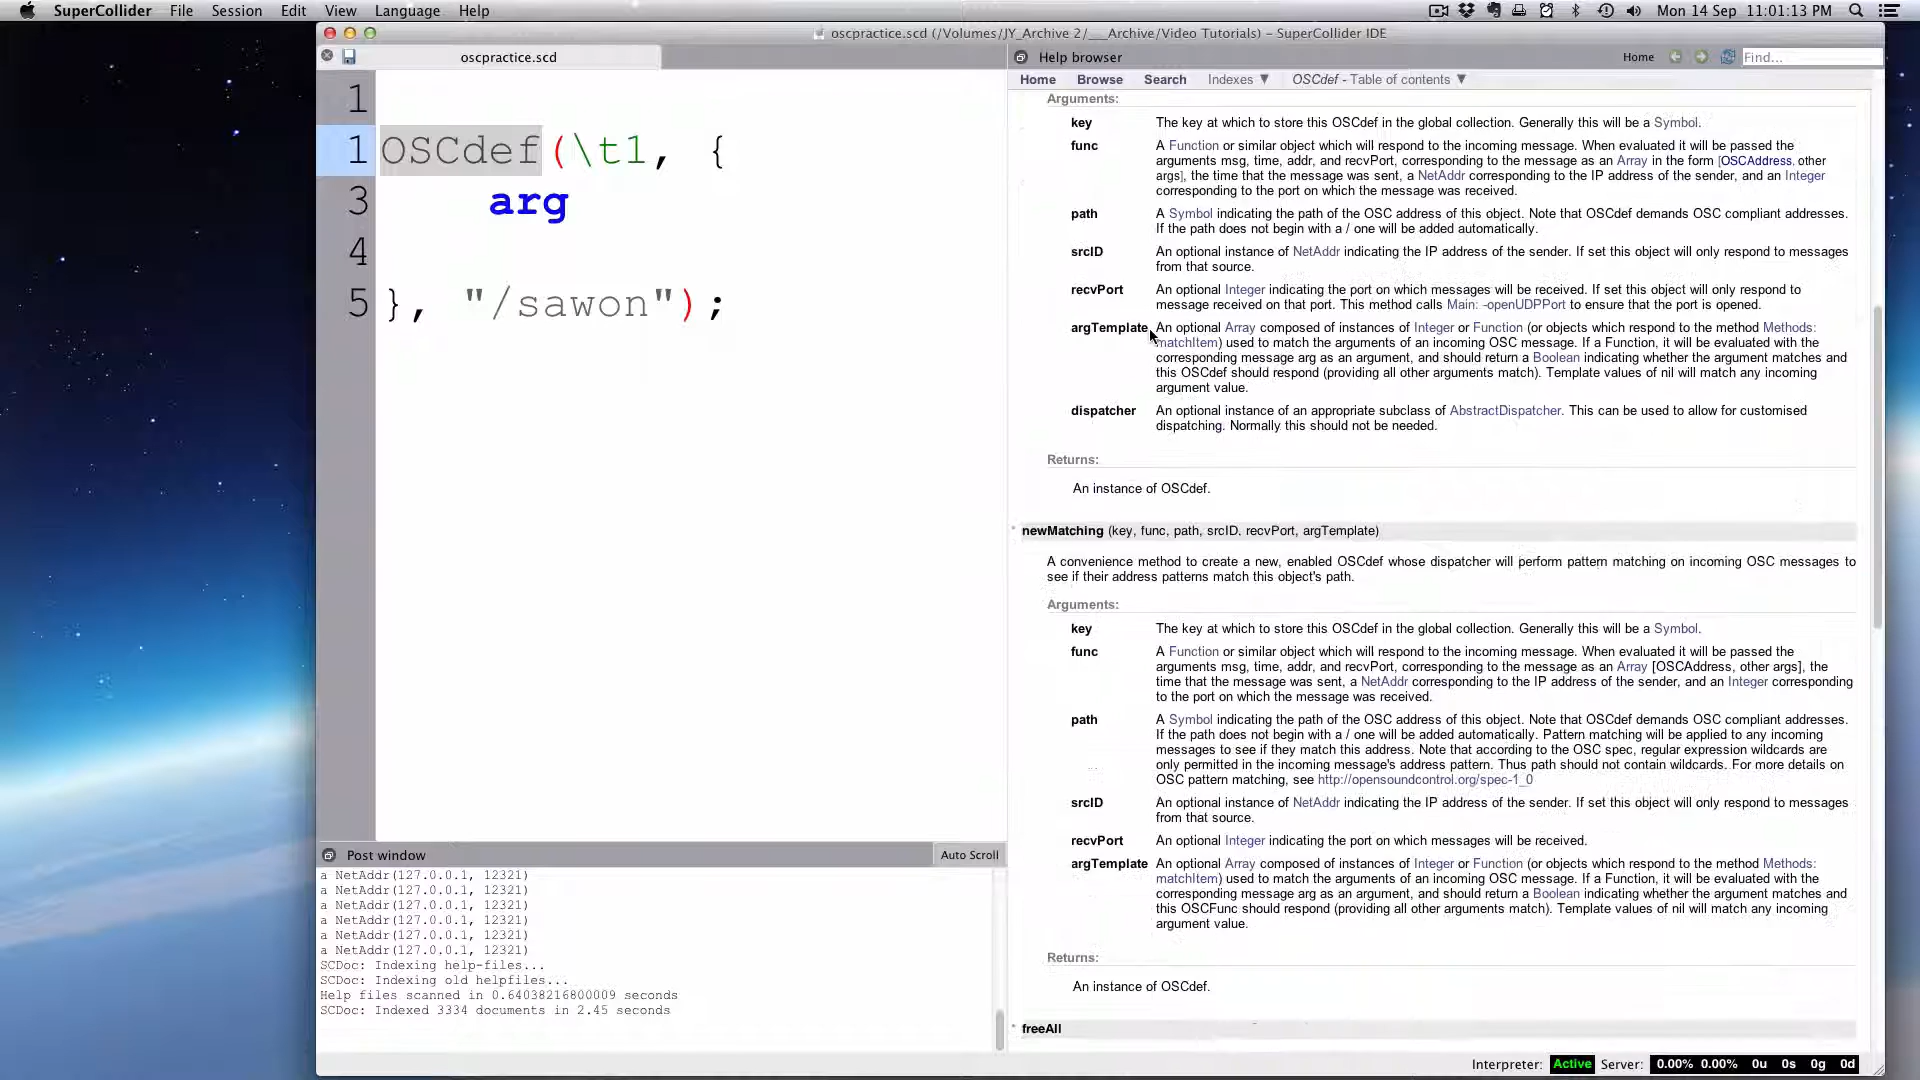 SuperCollider File Session Edit View Language Help Mon 14 Sep 11:01:13 PM
oscpractice.scd (/Volumes/JY_Archive 2/___Archive/Video Tutorials) – SuperCollider IDE
oscpractice.scd
1
1 OSCdef(\t1, {
3 arg
4
5 }, "/sawon");
Post window Auto Scroll
a NetAddr(127.0.0.1, 12321)
a NetAddr(127.0.0.1, 12321)
a NetAddr(127.0.0.1, 12321)
a NetAddr(127.0.0.1, 12321)
a NetAddr(127.0.0.1, 12321)
a NetAddr(127.0.0.1, 12321)
SCDoc: Indexing help-files...
SCDoc: Indexing old helpfiles...
Help files scanned in 0.64038216800009 seconds
SCDoc: Indexed 3334 documents in 2.45 seconds
Help browser Home Find...
Home Browse Search Indexes ▼ OSCdef - Table of contents ▼
Arguments:
key The key at which to store this OSCdef in the global collection. Generally this will be a Symbol.
func A Function or similar object which will respond to the incoming message. When evaluated it will be passed the
arguments msg, time, addr, and recvPort, corresponding to the message as an Array in the form [OSCAddress, other
args], the time that the message was sent, a NetAddr corresponding to the IP address of the sender, and an Integer
corresponding to the port on which the message was received.
path A Symbol indicating the path of the OSC address of this object. Note that OSCdef demands OSC compliant addresses.
If the path does not begin with a / one will be added automatically.
srcID An optional instance of NetAddr indicating the IP address of the sender. If set this object will only respond to messages
from that source.
recvPort An optional Integer indicating the port on which messages will be received. If set this object will only respond to
message received on that port. This method calls Main: -openUDPPort to ensure that the port is opened.
argTemplate An optional Array composed of instances of Integer or Function (or objects which respond to the method Methods:
matchItem) used to match the arguments of an incoming OSC message. If a Function, it will be evaluated with the
corresponding message arg as an argument, and should return a Boolean indicating whether the argument matches and
this OSCdef should respond (providing all other arguments match). Template values of nil will match any incoming
argument value.
dispatcher An optional instance of an appropriate subclass of AbstractDispatcher. This can be used to allow for customised
dispatching. Normally this should not be needed.
Returns:
An instance of OSCdef.
newMatching (key, func, path, srcID, recvPort, argTemplate)
A convenience method to create a new, enabled OSCdef whose dispatcher will perform pattern matching on incoming OSC messages to
see if their address patterns match this object's path.
Arguments:
key The key at which to store this OSCdef in the global collection. Generally this will be a Symbol.
func A Function or similar object which will respond to the incoming message. When evaluated it will be passed the
arguments msg, time, addr, and recvPort, corresponding to the message as an Array [OSCAddress, other args], the
time that the message was sent, a NetAddr corresponding to the IP address of the sender, and an Integer corresponding
to the port on which the message was received.
path A Symbol indicating the path of the OSC address of this object. Note that OSCdef demands OSC compliant addresses.
If the path does not begin with a / one will be added automatically. Pattern matching will be applied to any incoming
messages to see if they match this address. Note that according to the OSC spec, regular expression wildcards are
only permitted in the incoming message's address pattern. Thus path should not contain wildcards. For more details on
OSC pattern matching, see http://opensoundcontrol.org/spec-1_0
srcID An optional instance of NetAddr indicating the IP address of the sender. If set this object will only respond to messages
from that source.
recvPort An optional Integer indicating the port on which messages will be received.
argTemplate An optional Array composed of instances of Integer or Function (or objects which respond to the method Methods:
matchItem) used to match the arguments of an incoming OSC message. If a Function, it will be evaluated with the
corresponding message arg as an argument, and should return a Boolean indicating whether the argument matches and
this OSCFunc should respond (providing all other arguments match). Template values of nil will match any incoming
argument value.
Returns:
An instance of OSCdef.
freeAll
Interpreter: Active Server: 0.00% 0.00% 0u 0s 0g 0d